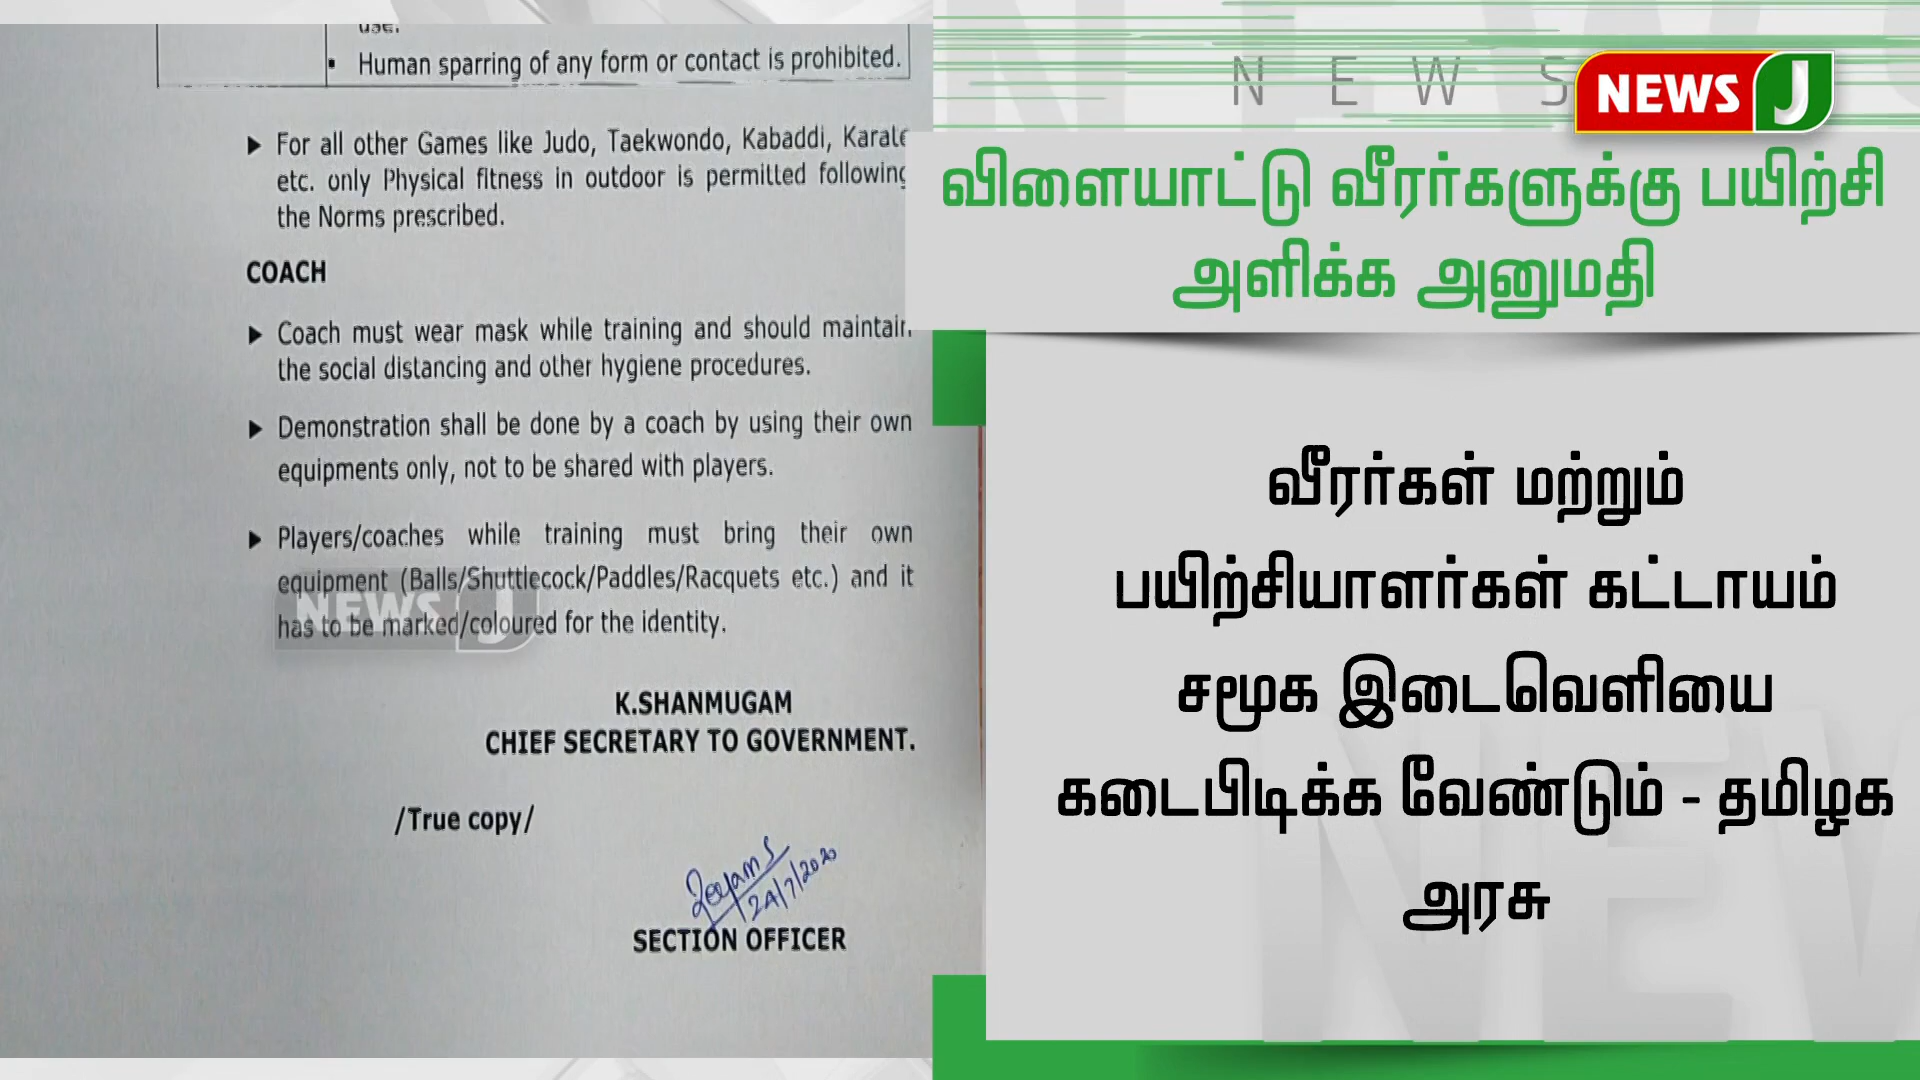 use.
• Human sparring of any form or contact is prohibited.
► For all other Games like Judo, Taekwondo, Kabaddi, Karate
etc. only Physical fitness in outdoor is permitted following
the Norms prescribed.
COACH
► Coach must wear mask while training and should maintain
the social distancing and other hygiene procedures.
► Demonstration shall be done by a coach by using their own
equipments only, not to be shared with players.
► Players/coaches while training must bring their own
equipment (Balls/Shuttlecock/Paddles/Racquets etc.) and it
has to be marked/coloured for the identity.
NEWS J
K.SHANMUGAM
CHIEF SECRETARY TO GOVERNMENT.
/True copy/
24/7/2020
SECTION OFFICER
NEWS
NEWS J
விளையாட்டு வீரர்களுக்கு பயிற்சி
அளிக்க அனுமதி
வீரர்கள் மற்றும்
பயிற்சியாளர்கள் கட்டாயம்
சமூக இடைவெளியை
கடைபிடிக்க வேண்டும் - தமிழக
அரசு